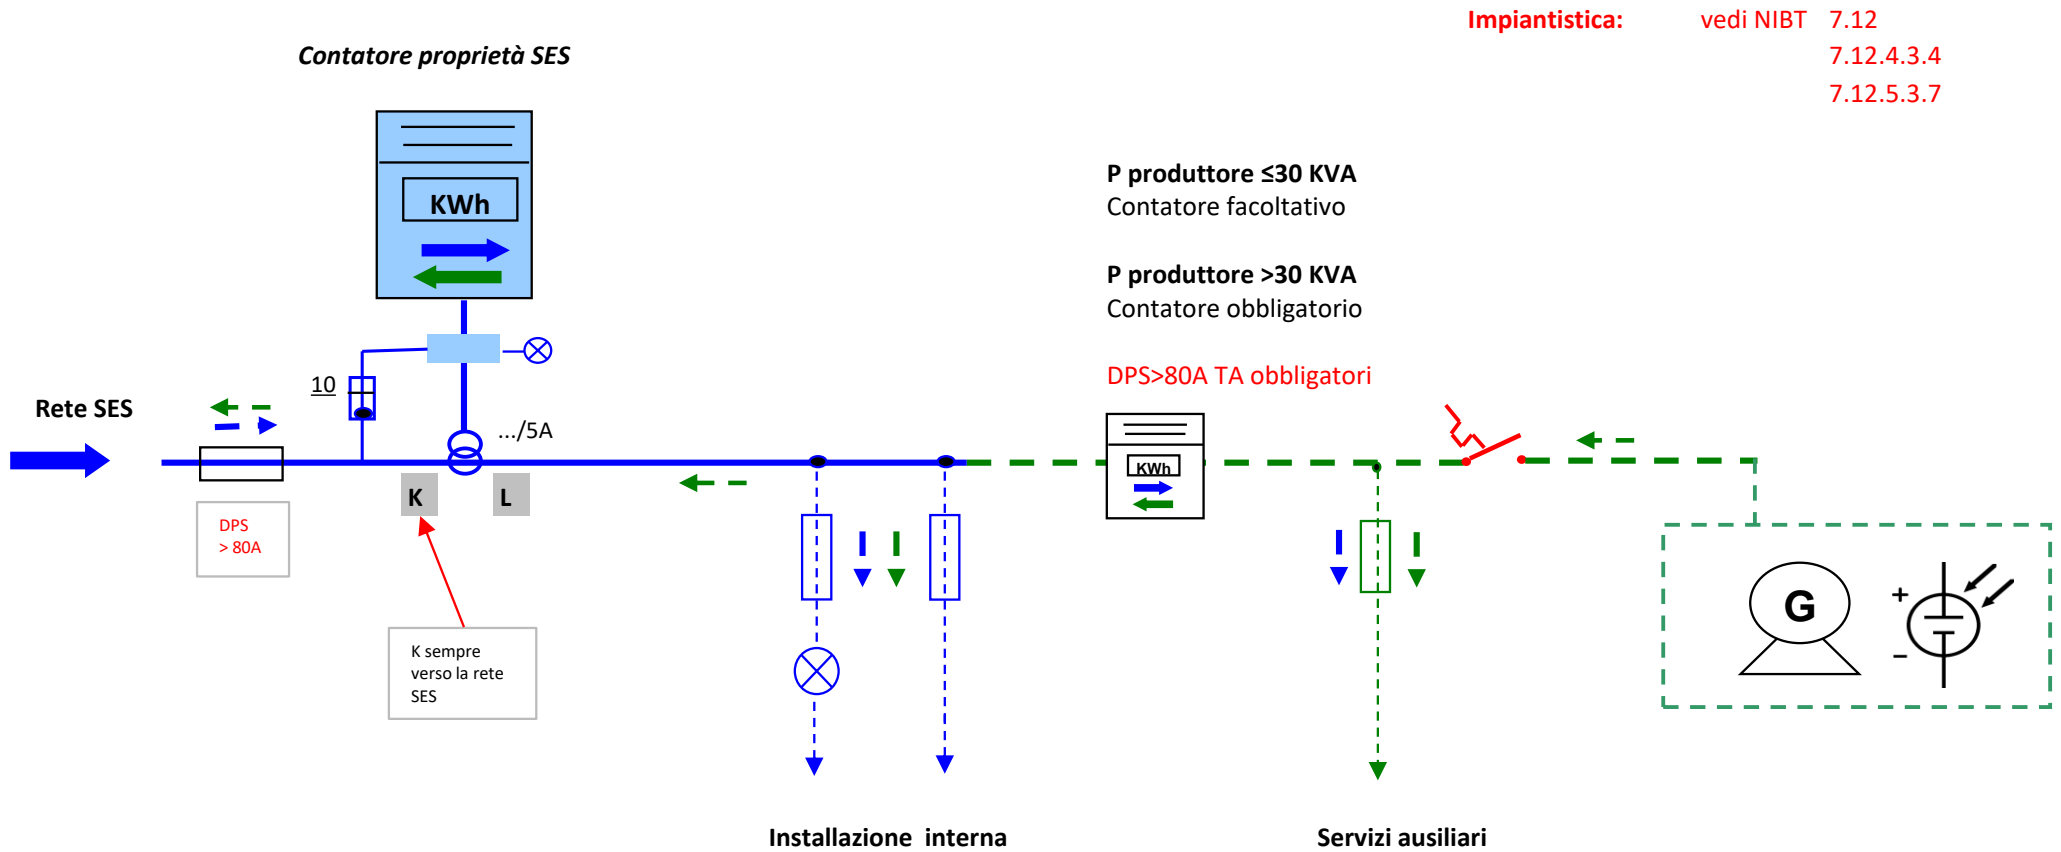 Impiantistica: vedi NIBT 7.12
7.12.4.3.4
7.12.5.3.7
Contatore proprietà SES
KWh
P produttore ≤30 KVA
Contatore facoltativo
P produttore >30 KVA
Contatore obbligatorio
DPS>80A TA obbligatori
10
Rete SES
.../5A
KWh
K
L
DPS
> 80A
K sempre
verso la rete
SES
G
+
−
Installazione interna
Servizi ausiliari